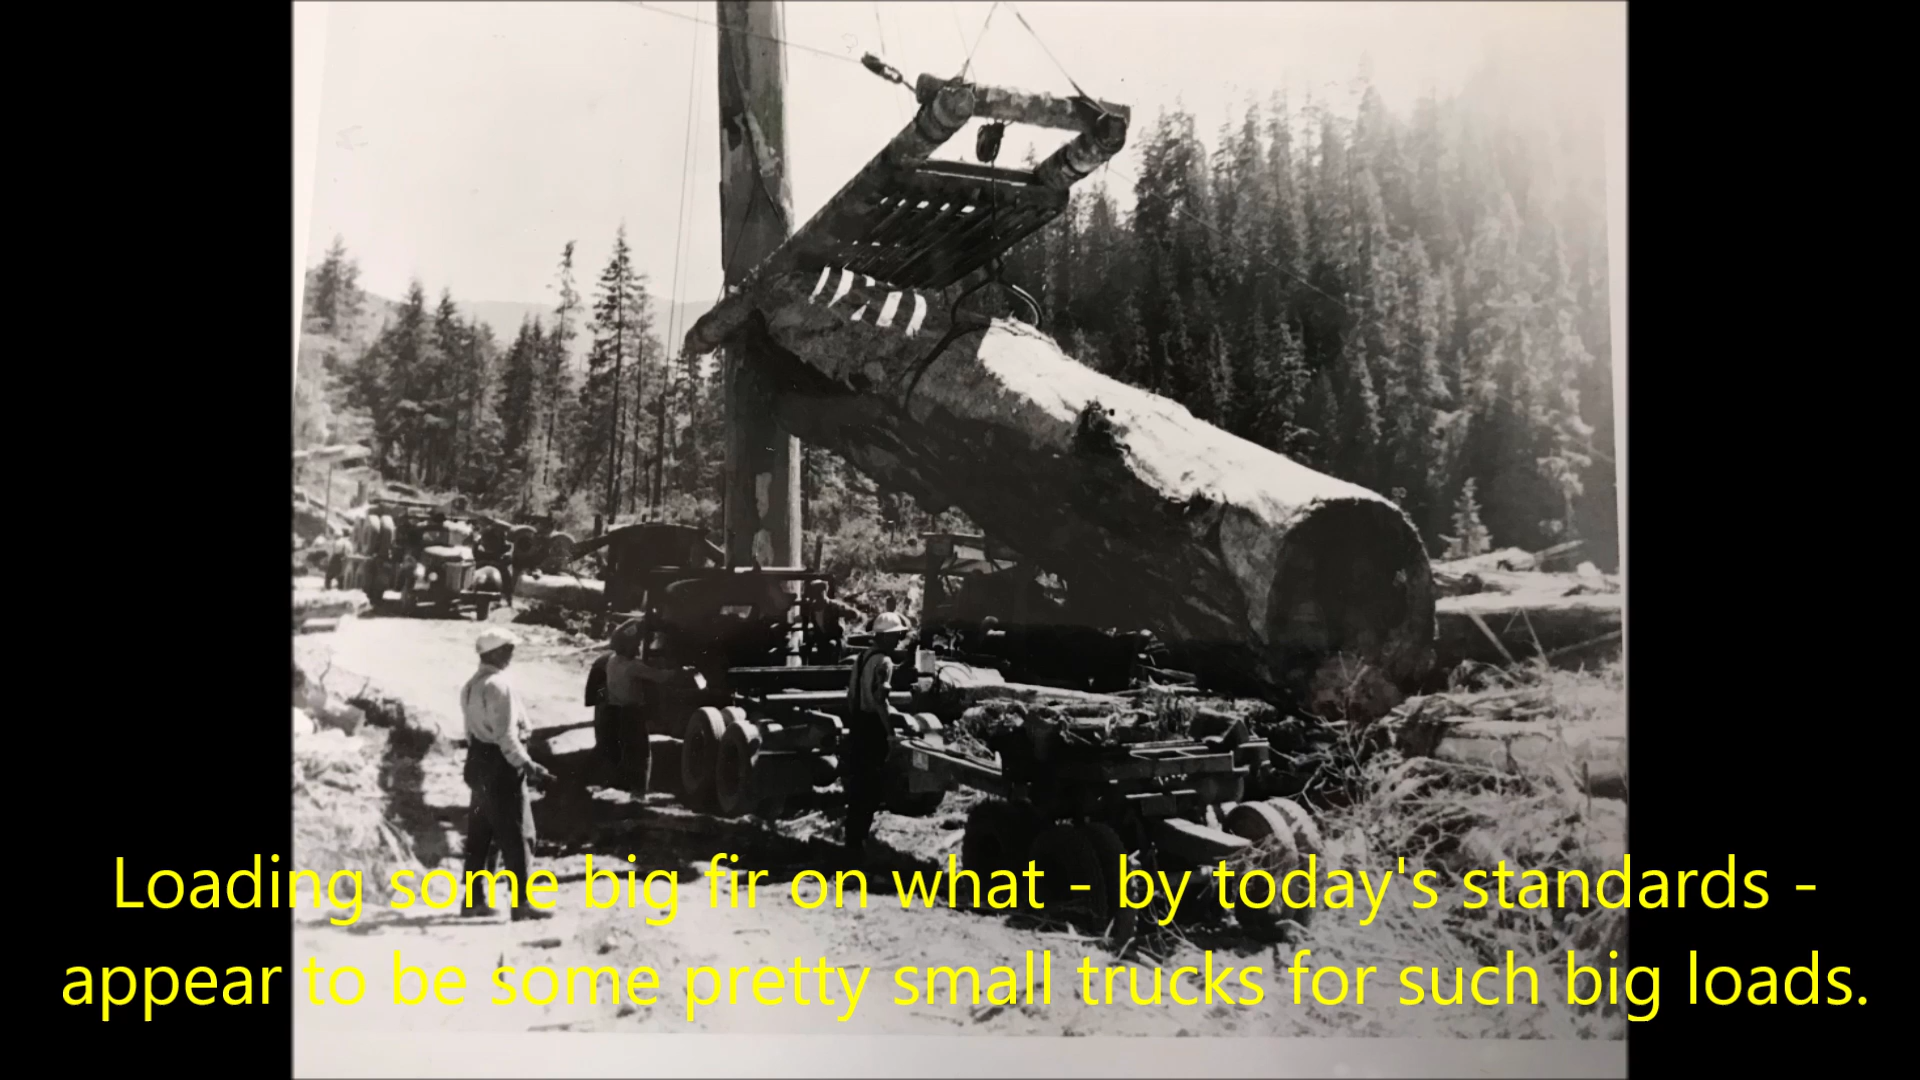 Loading some big fir on what - by today's standards -
appear to be some pretty small trucks for such big loads.